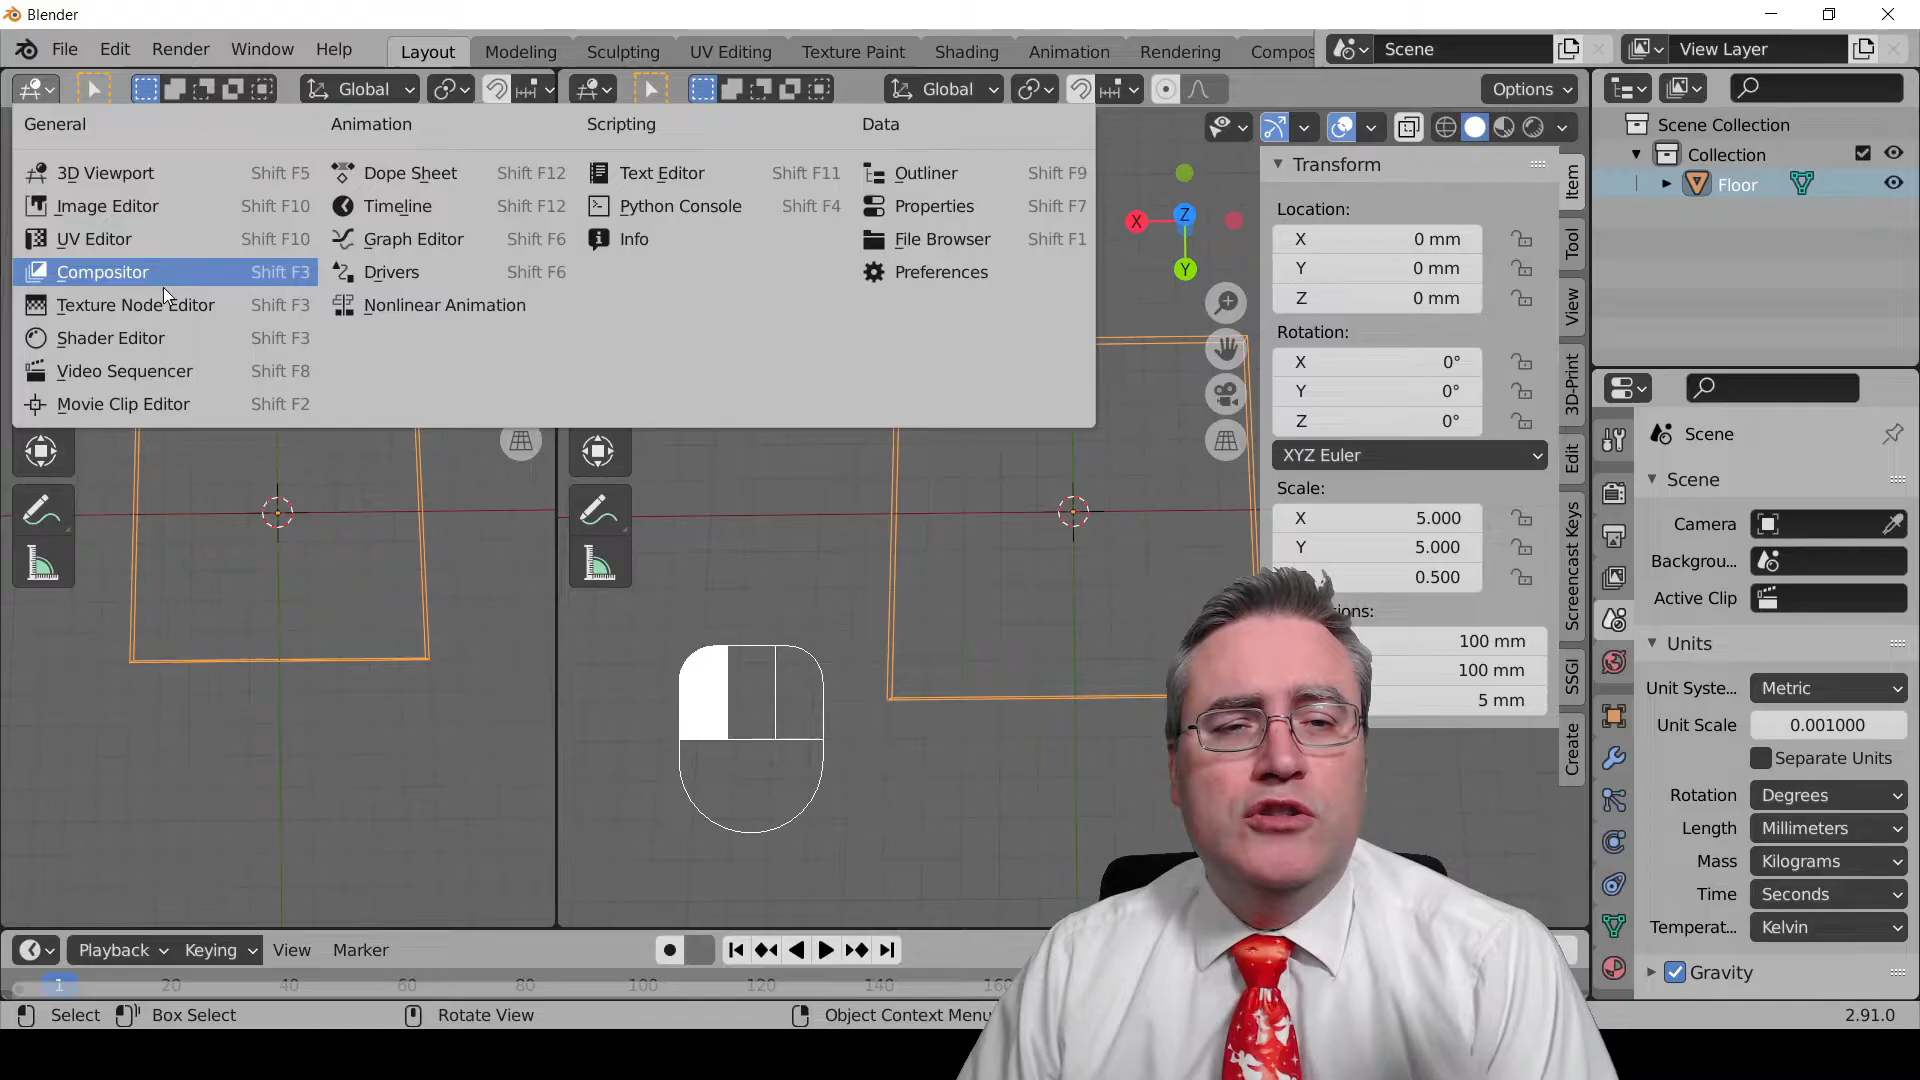 Blender
File Edit Render Window Help
Layout Modeling Sculpting UV Editing Texture Paint Shading Animation Rendering Compos
Scene
View Layer
Global
Global
Options
General
3D Viewport Shift F5
Image Editor Shift F10
UV Editor Shift F10
Compositor Shift F3
Texture Node Editor Shift F3
Shader Editor Shift F3
Video Sequencer Shift F8
Movie Clip Editor Shift F2
Animation
Dope Sheet Shift F12
Timeline Shift F12
Graph Editor Shift F6
Drivers Shift F6
Nonlinear Animation
Scripting
Text Editor Shift F11
Python Console Shift F4
Info
Data
Outliner Shift F9
Properties Shift F7
File Browser Shift F1
Preferences
X
Z
Y
Transform
Location:
X 0 mm
Y 0 mm
Z 0 mm
Rotation:
X 0°
Y 0°
Z 0°
XYZ Euler
Scale:
X 5.000
Y 5.000
0.500
ions:
100 mm
100 mm
5 mm
Item
Tool
View
3D-Print
Edit
Screencast Keys
SSGI
Create
Scene Collection
Collection
Floor
Scene
Scene
Camera
Backgrou...
Active Clip
Units
Unit Syste... Metric
Unit Scale 0.001000
Separate Units
Rotation Degrees
Length Millimeters
Mass Kilograms
Time Seconds
Temperat... Kelvin
Gravity
Playback Keying View Marker
1 20 40 60 80 100 120 140 160
Select Box Select Rotate View Object Context Menu 2.91.0